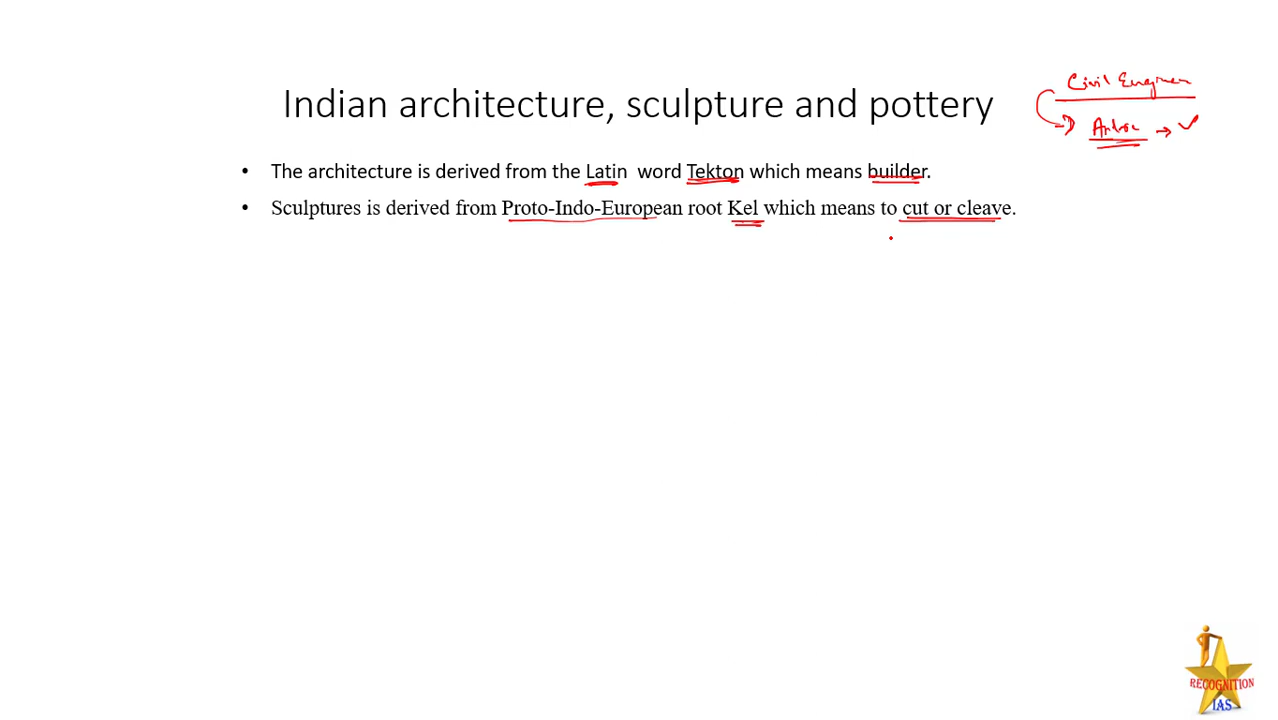 Civil Engineer
Indian architecture, sculpture and pottery
• The architecture is derived from the Latin word Tekton which means builder.
• Sculptures is derived from Proto-Indo-European root Kel which means to cut or cleave.
RECOGNITION
IAS